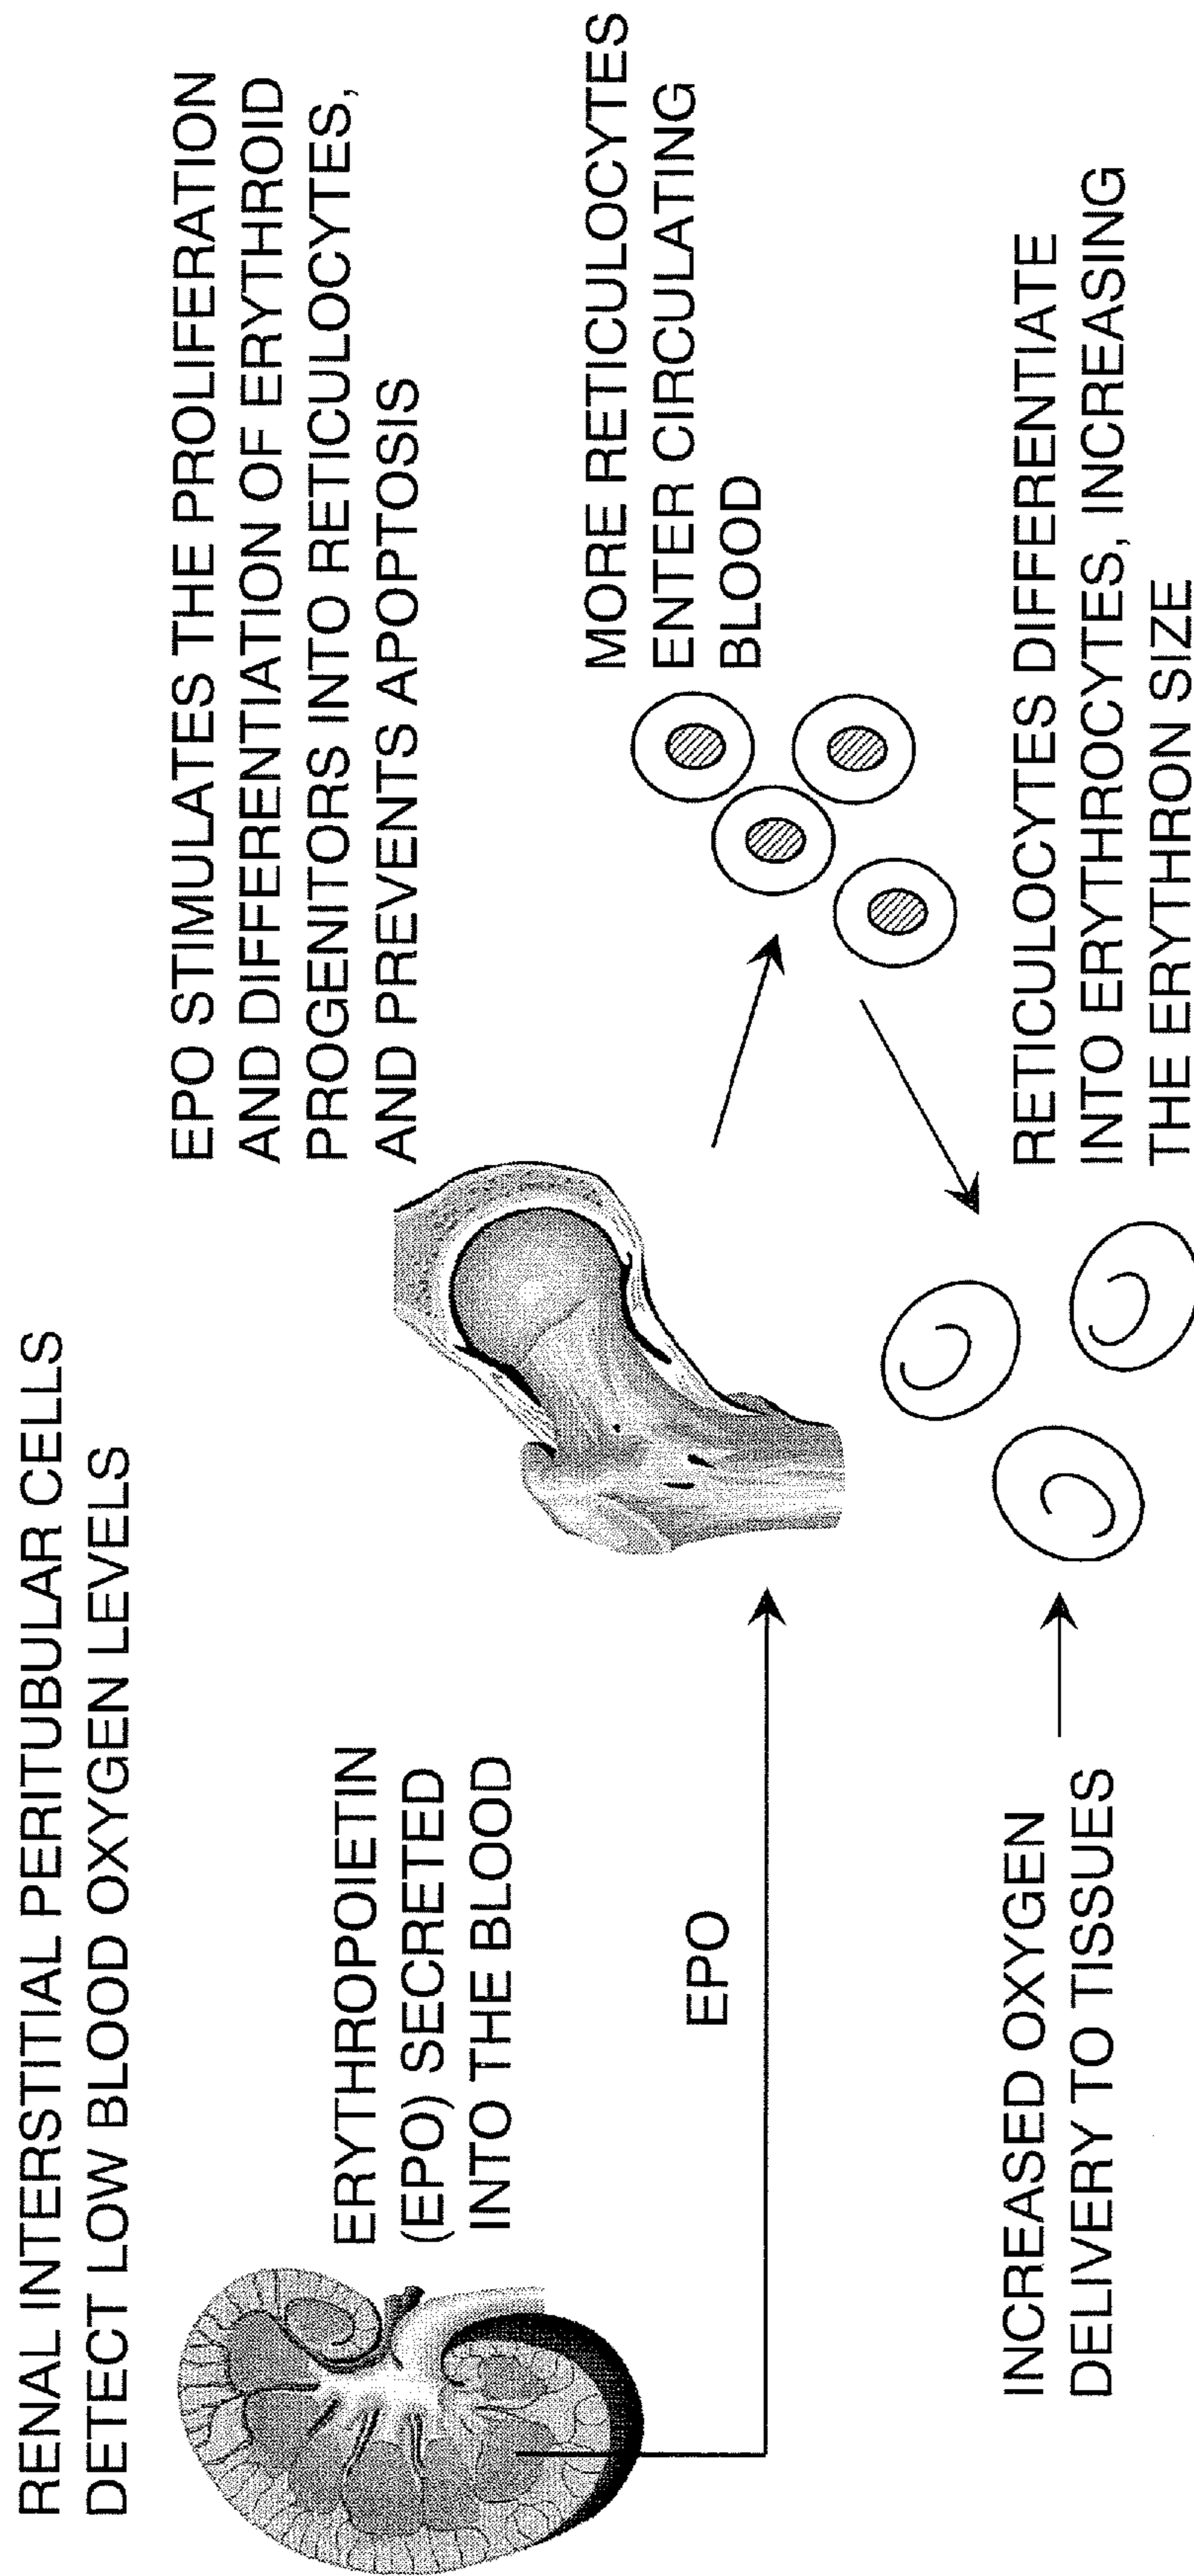 RENAL INTERSTITIAL PERITUBULAR CELLS
DETECT LOW BLOOD OXYGEN LEVELS
ERYTHROPOIETIN
(EPO) SECRETED
INTO THE BLOOD
EPO
EPO STIMULATES THE PROLIFERATION
AND DIFFERENTIATION OF ERYTHROID
PROGENITORS INTO RETICULOCYTES,
AND PREVENTS APOPTOSIS
MORE RETICULOCYTES
ENTER CIRCULATING
BLOOD
RETICULOCYTES DIFFERENTIATE
INTO ERYTHROCYTES, INCREASING
THE ERYTHRON SIZE
INCREASED OXYGEN
DELIVERY TO TISSUES